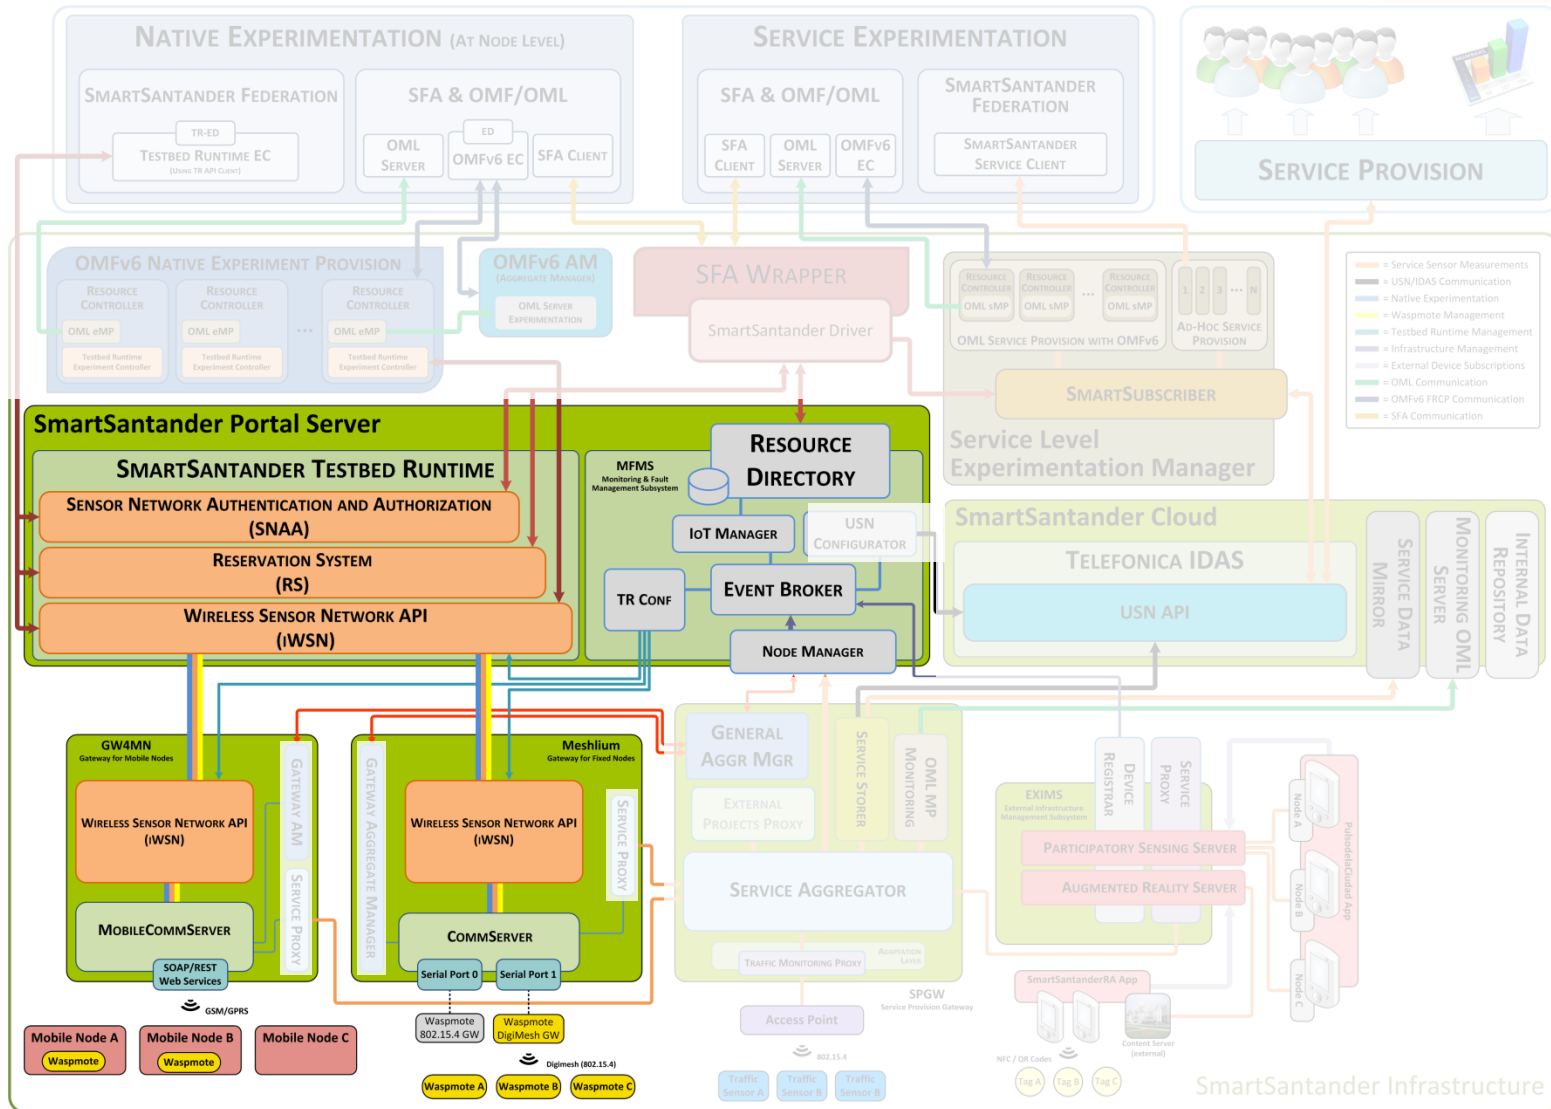 NATIVE EXPERIMENTATION (AT NODE LEVEL)
SMARTSANTANDER FEDERATION
TR-ED
TESTBED RUNTIME EC
(USING TR API CLIENT)
SFA & OMF/OML
OML
SERVER
ED
OMFV6 EC
SFA CLIENT
SERVICE EXPERIMENTATION
SFA & OMF/OML
SFA
CLIENT
OML
SERVER
OMFV6
EC
SMARTSANTANDER
FEDERATION
SMARTSANTANDER
SERVICE CLIENT
SERVICE PROVISION
OMFV6 NATIVE EXPERIMENT PROVISION
RESOURCE
CONTROLLER
OML eMP
Testbed Runtime
Experiment Controller
RESOURCE
CONTROLLER
OML eMP
Testbed Runtime
Experiment Controller
...
RESOURCE
CONTROLLER
OML eMP
Testbed Runtime
Experiment Controller
OMFV6 AM
(AGGREGATE MANAGER)
OML SERVER
EXPERIMENTATION
SFA WRAPPER
SmartSantander Driver
RESOURCE
CONTROLLER
OML sMP
RESOURCE
CONTROLLER
OML sMP
...
RESOURCE
CONTROLLER
OML sMP
OML SERVICE PROVISION WITH OMFV6
1 2 3 ... N
AD-HOC SERVICE
PROVISION
SMARTSUBSCRIBER
Service Level
Experimentation Manager
= Service Sensor Measurements
= USN/IDAS Communication
= Native Experimentation
= Waspmote Management
= Testbed Runtime Management
= Infrastructure Management
= External Device Subscriptions
= OML Communication
= OMFv6 FRCP Communication
= SFA Communication
SmartSantander Portal Server
SMARTSANTANDER TESTBED RUNTIME
SENSOR NETWORK AUTHENTICATION AND AUTHORIZATION
(SNAA)
RESERVATION SYSTEM
(RS)
WIRELESS SENSOR NETWORK API
(iWSN)
MFMS
Monitoring & Fault
Management Subsystem
RESOURCE
DIRECTORY
IOT MANAGER
USN
CONFIGURATOR
TR CONF
EVENT BROKER
NODE MANAGER
SmartSantander Cloud
TELEFONICA IDAS
USN API
SERVICE DATA
MIRROR
MONITORING OML
SERVER
INTERNAL DATA
REPOSITORY
GW4MN
Gateway for Mobile Nodes
WIRELESS SENSOR NETWORK API
(iWSN)
GATEWAY AM
SERVICE PROXY
MOBILECOMMSERVER
SOAP/REST
Web Services
GSM/GPRS
Mobile Node A
Waspmote
Mobile Node B
Waspmote
Mobile Node C
Meshlium
Gateway for Fixed Nodes
GATEWAY AGGREGATE MANAGER
WIRELESS SENSOR NETWORK API
(iWSN)
SERVICE PROXY
COMMSERVER
Serial Port 0
Serial Port 1
Waspmote
802.15.4 GW
Waspmote
DigiMesh GW
Digimesh (802.15.4)
Waspmote A
Waspmote B
Waspmote C
GENERAL
AGGR MGR
EXTERNAL
PROJECTS PROXY
SERVICE STORER
OML MP
MONITORING
SERVICE AGGREGATOR
ADAPTATION
LAYER
TRAFFIC MONITORING PROXY
SPGW
Service Provision Gateway
Access Point
802.15.4
Traffic
Sensor A
Traffic
Sensor B
Traffic
Sensor B
EXIMS
External Infrastructure
Management Subsystem
DEVICE
REGISTRAR
SERVICE
PROXY
PARTICIPATORY SENSING SERVER
AUGMENTED REALITY SERVER
Node A
Node B
Node C
PulsodelaCiudad App
SmartSantanderRA App
Content Server
(external)
NFC / QR Codes
Tag A
Tag B
Tag C
SmartSantander Infrastructure